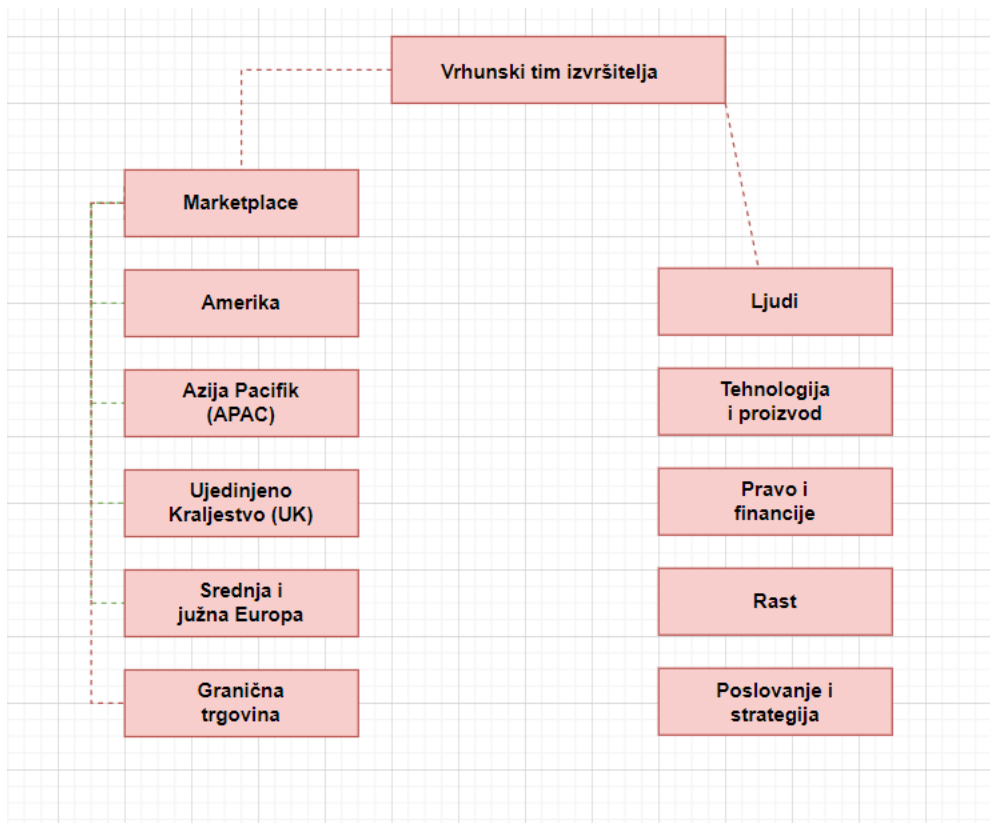 Vrhunski tim izvršitelja
Marketplace
Amerika
Azija Pacifik
(APAC)
Ujedinjeno
Kraljestvo (UK)
Srednja i
južna Europa
Granična
trgovina
Ljudi
Tehnologija
i proizvod
Pravo i
financije
Rast
Poslovanje i
strategija